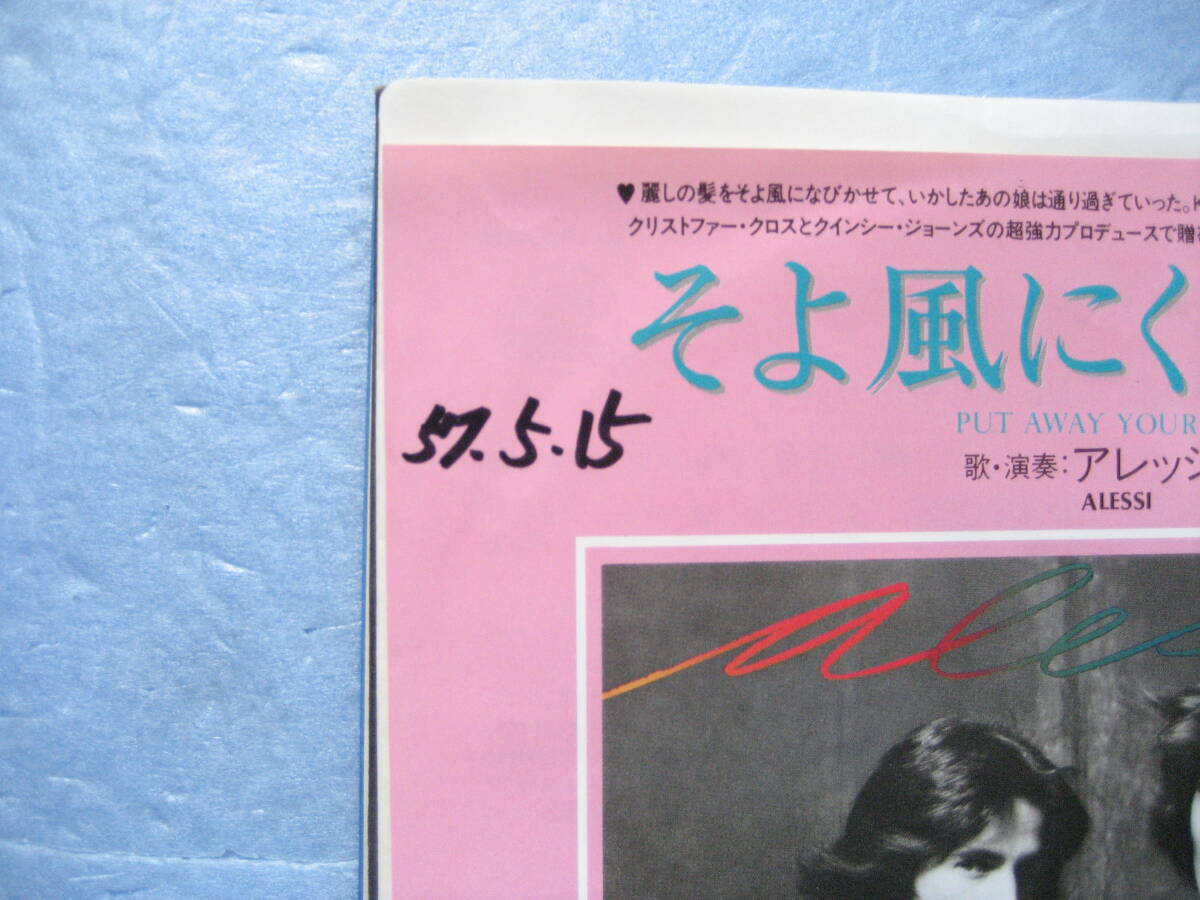 ♥麗しの髪をそよ風になびかせて、いかしたあの娘は通り過ぎていった。K
クリストファー・クロスとクインシー・ジョーンズの超強力プロデュースで贈
そよ風にく
PUT AWAY YOUR
57.5.15
歌・演奏:アレッシ
ALESSI
Ales